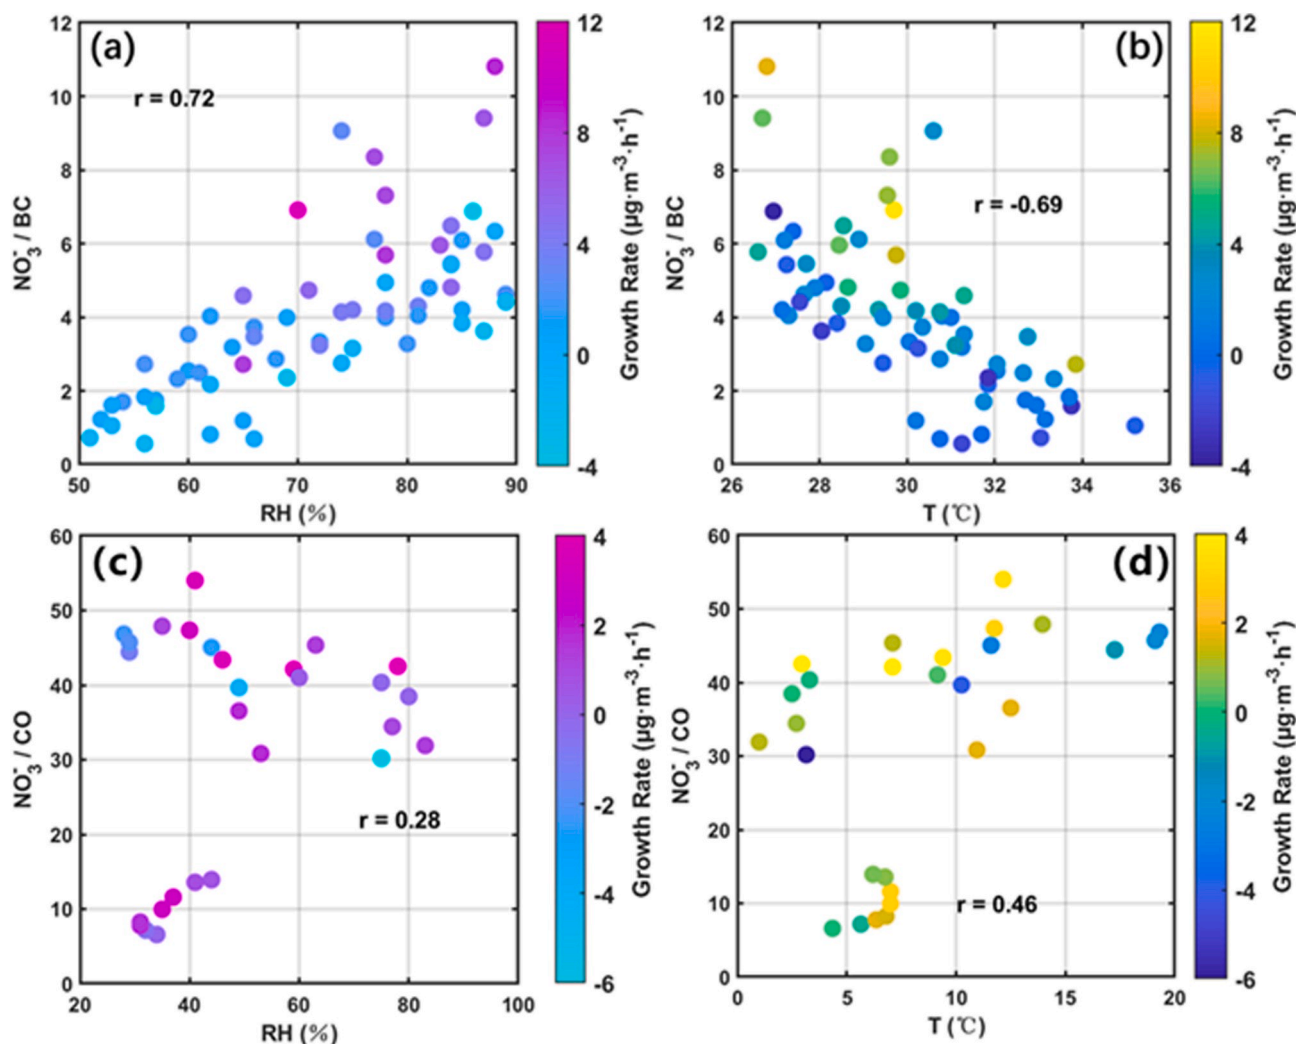 (a)
r = 0.72
12
10
8
6
4
2
0
NO₃⁻ / BC
50 60 70 80 90
RH (%)
12
8
4
0
-4
Growth Rate (μg·m⁻³·h⁻¹)
(b)
r = -0.69
12
10
8
6
4
2
0
NO₃⁻ / BC
26 28 30 32 34 36
T (℃)
12
8
4
0
-4
Growth Rate (μg·m⁻³·h⁻¹)
(c)
r = 0.28
60
50
40
30
20
10
0
NO₃⁻ / CO
20 40 60 80 100
RH (%)
4
2
0
-2
-4
-6
Growth Rate (μg·m⁻³·h⁻¹)
(d)
r = 0.46
60
50
40
30
20
10
0
NO₃⁻ / CO
0 5 10 15 20
T (℃)
4
2
0
-2
-4
-6
Growth Rate (μg·m⁻³·h⁻¹)